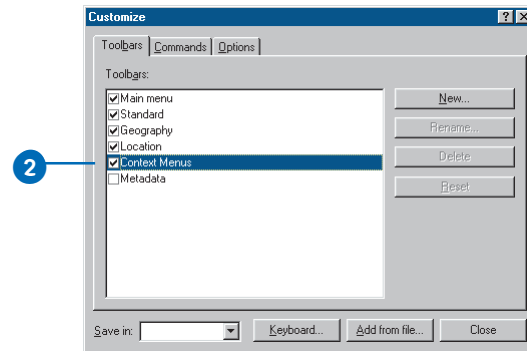 Customize
Toolbars Commands Options
Toolbars:
Main menu
New...
Standard
Rename...
Geography
Location
Delete
2
Context Menus
Metadata
Reset
Save in:
Keyboard...
Add from file...
Close